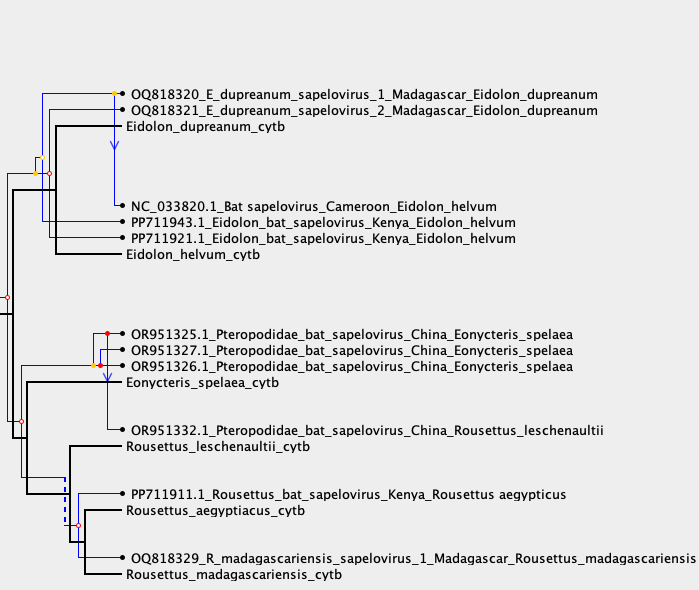 OQ818320_E_dupreanum_sapelovirus_1_Madagascar_Eidolon_dupreanum
OQ818321_E_dupreanum_sapelovirus_2_Madagascar_Eidolon_dupreanum
Eidolon_dupreanum_cytb
NC_033820.1_Bat sapelovirus_Cameroon_Eidolon_helvum
PP711943.1_Eidolon_bat_sapelovirus_Kenya_Eidolon_helvum
PP711921.1_Eidolon_bat_sapelovirus_Kenya_Eidolon_helvum
Eidolon_helvum_cytb
OR951325.1_Pteropodidae_bat_sapelovirus_China_Eonycteris_spelaea
OR951327.1_Pteropodidae_bat_sapelovirus_China_Eonycteris_spelaea
OR951326.1_Pteropodidae_bat_sapelovirus_China_Eonycteris_spelaea
Eonycteris_spelaea_cytb
OR951332.1_Pteropodidae_bat_sapelovirus_China_Rousettus_leschenaultii
Rousettus_leschenaultii_cytb
PP711911.1_Rousettus_bat_sapelovirus_Kenya_Rousettus aegypticus
Rousettus_aegyptiacus_cytb
OQ818329_R_madagascariensis_sapelovirus_1_Madagascar_Rousettus_madagascariensis
Rousettus_madagascariensis_cytb